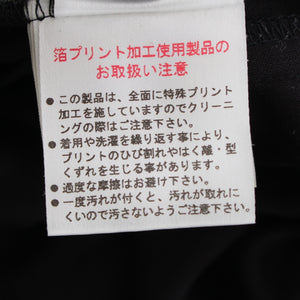 箔プリント加工使用製品の
お取扱い注意
●この製品は、全面に特殊プリント
加工を施していますのでクリーニ
ングの際はご注意下さい。
●着用や洗濯を繰り返す事により、
プリントのひび割れやはく離・型
くずれを生じる事があります。
●過度な摩擦はお避け下さい。
●一度汚れが付くと、汚れが取れに
くいので汚さないようご注意下さい。